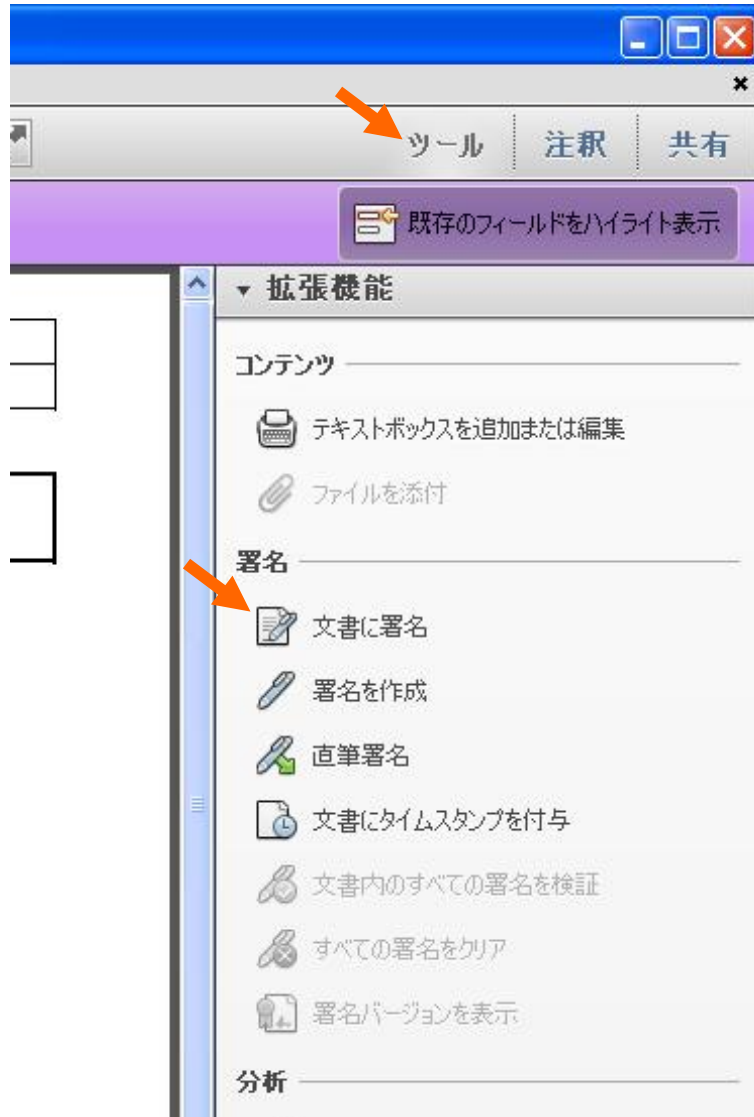 ツール 注釈 共有
既存のフィールドをハイライト表示
拡張機能
コンテンツ
テキストボックスを追加または編集
ファイルを添付
署名
文書に署名
署名を作成
直筆署名
文書にタイムスタンプを付与
文書内のすべての署名を検証
すべての署名をクリア
署名バージョンを表示
分析